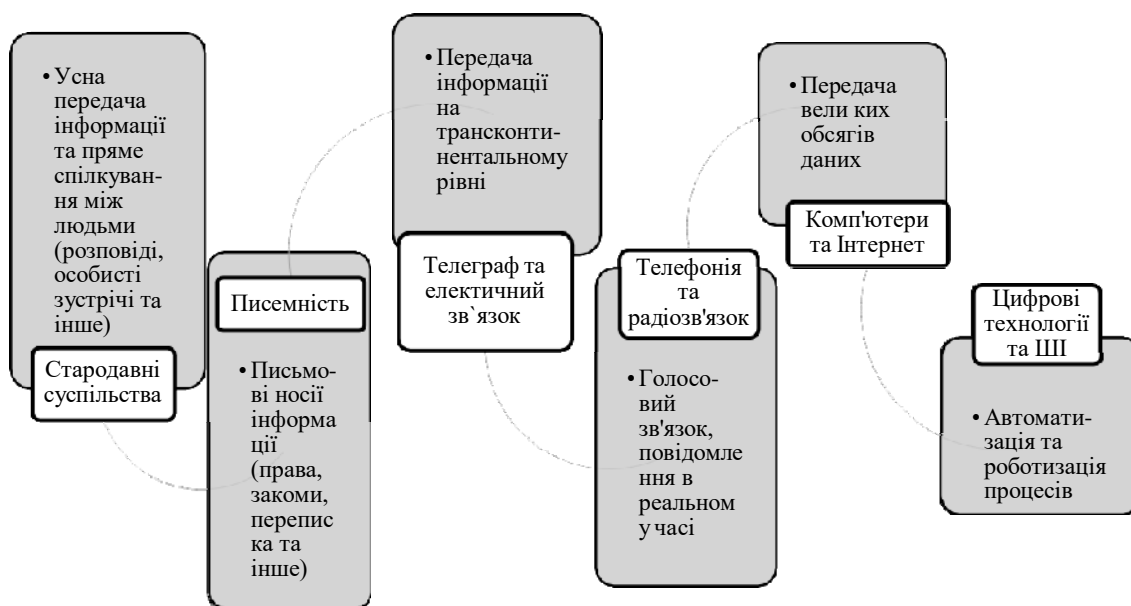 • Усна
передача
інформації
та пряме
спілкуван-
ня між
людьми
(розповіді,
особисті
зустрічі та
інше)
Стародавні
суспільства
Писемність
• Письмо-
ві носії
інформа
ції
(права,
закоми,
перепис
ка та
інше)
• Передача
інформації
на
трансконти-
нентальному
рівні
Телеграф та
електичний
зв`язок
Телефонія
та
радіозв'язок
• Голосо-
вий
зв'язок,
повідомле
ння в
реальном
у часі
• Передача
вели ких
обсягів
даних
Комп'ютери
та Інтернет
Цифрові
технології
та ШІ
• Автомати-
зація та
роботизація
процесів